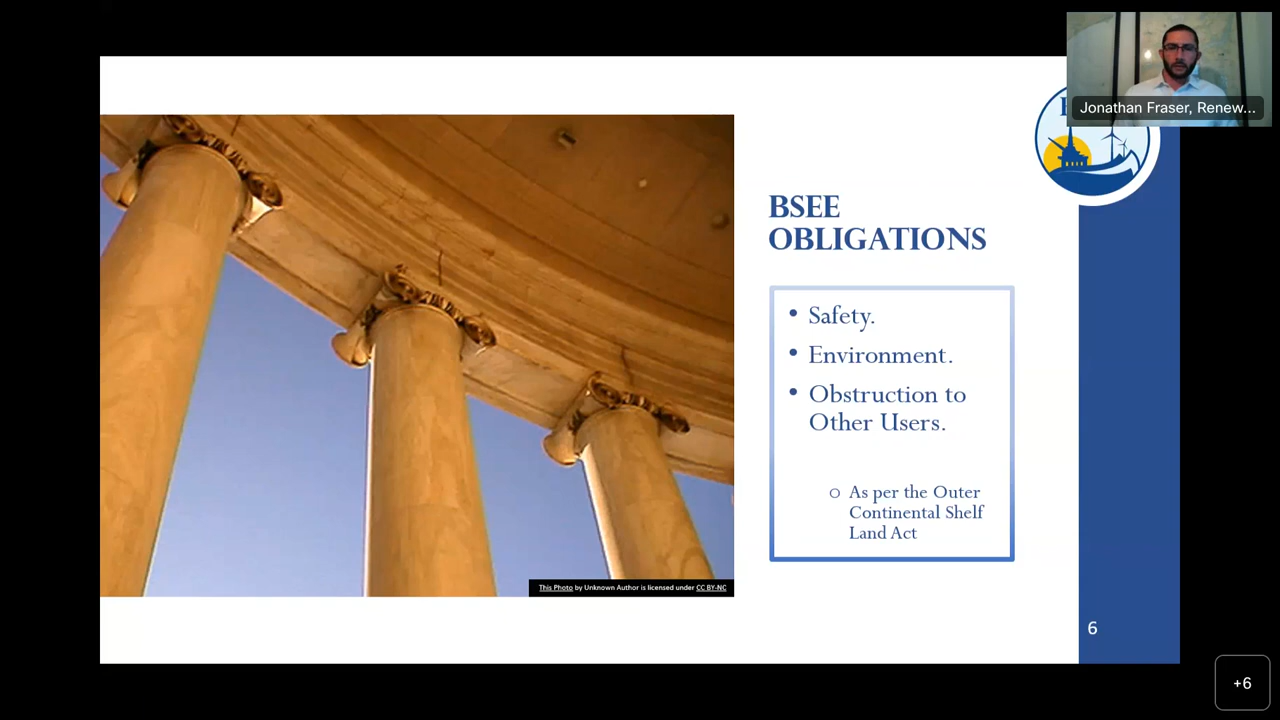 Jonathan Fraser, Renew...
BSEE
OBLIGATIONS
• Safety.
• Environment.
• Obstruction to
Other Users.
o As per the Outer
Continental Shelf
Land Act
This Photo by Unknown Author is licensed under CC BY-NC
6
+6